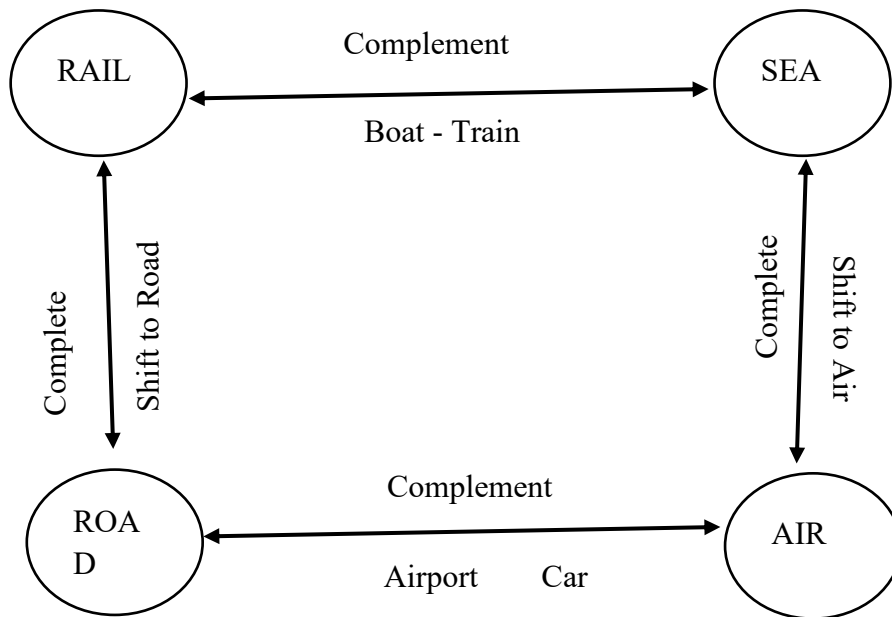 Complement
RAIL
SEA
Boat - Train
Complete
Shift to Road
Complete
Shift to Air
Complement
ROA
D
AIR
Airport Car